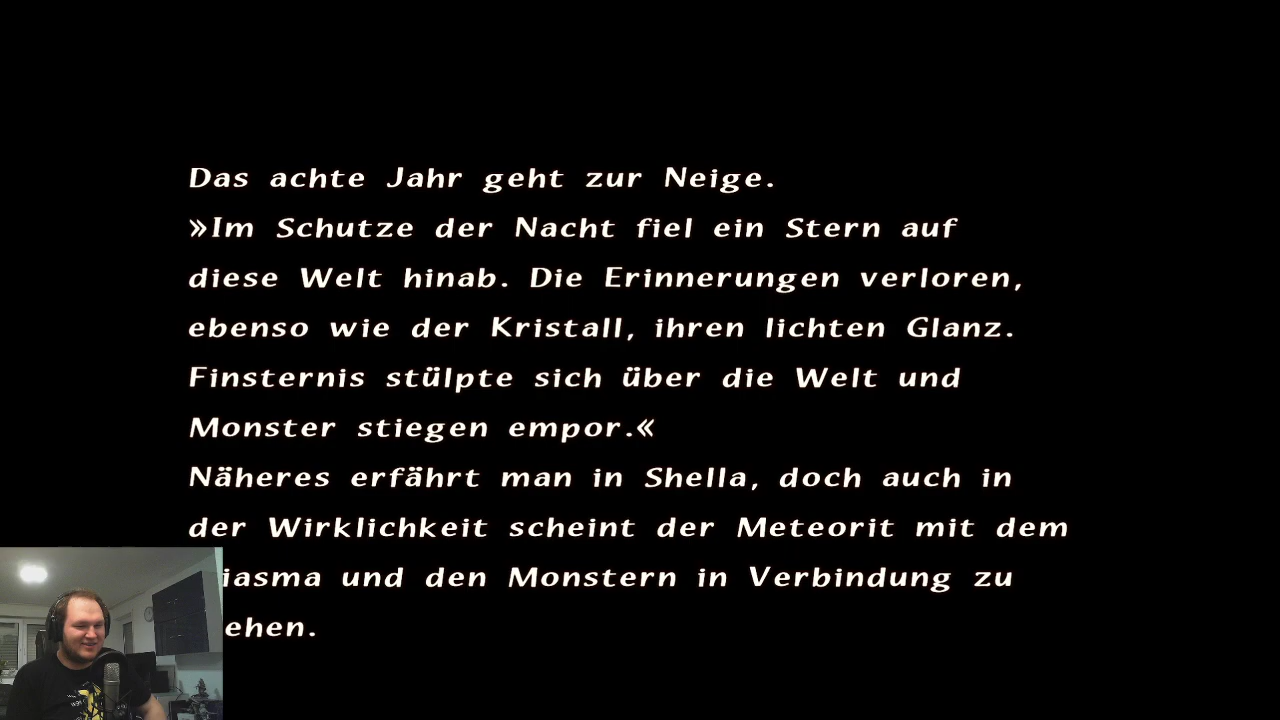 Das achte Jahr geht zur Neige.
»Im Schutze der Nacht fiel ein Stern auf
diese Welt hinab. Die Erinnerungen verloren,
ebenso wie der Kristall, ihren lichten Glanz.
Finsternis stülpte sich über die Welt und
Monster stiegen empor.«
Näheres erfährt man in Shella, doch auch in
der Wirklichkeit scheint der Meteorit mit dem
und den Monstern in Verbindung zu